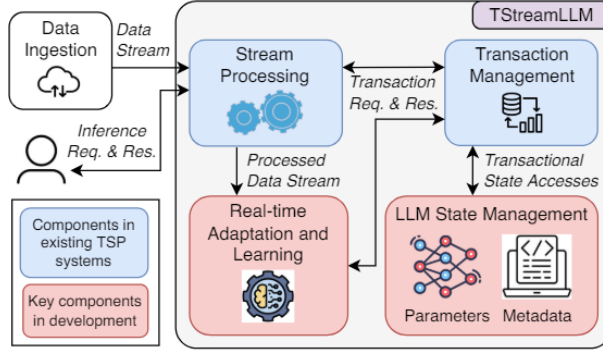 TStreamLLM
Data
Ingestion
Data
Stream
Stream
Processing
Transaction
Req. & Res.
Transaction
Management
Inference
Req. & Res.
Processed
Data Stream
Transactional
State Accesses
Real-time
Adaptation and
Learning
LLM State Management
Parameters
Metadata
Components in
existing TSP
systems
Key components
in development